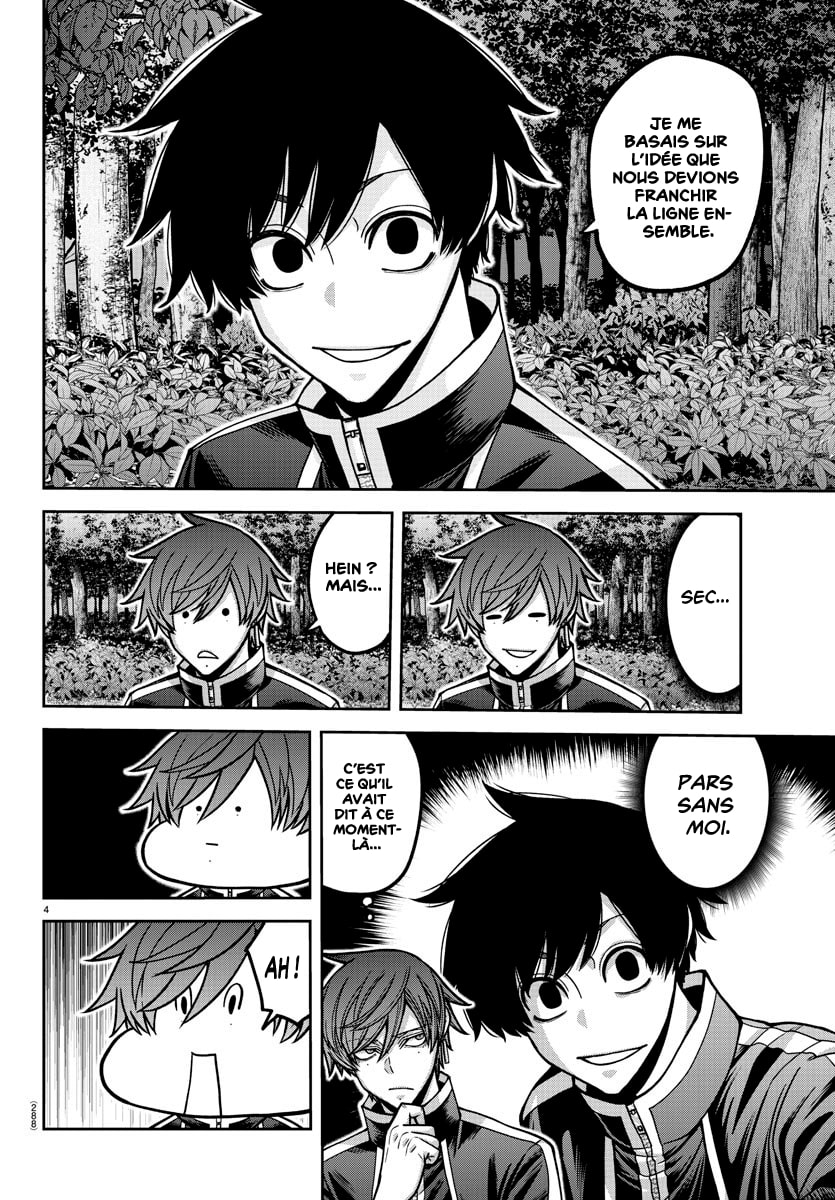 JE ME
BASAIS SUR
L'IDÉE QUE
NOUS DEVIONS
FRANCHIR
LA LIGNE EN-
SEMBLE.
SEC...
HEIN ?
MAIS...
PARS
SANS
MOI.
C'EST
CE QU'IL
AVAIT
DIT À CE
MOMENT-
LÀ...
AH !
4
(288)